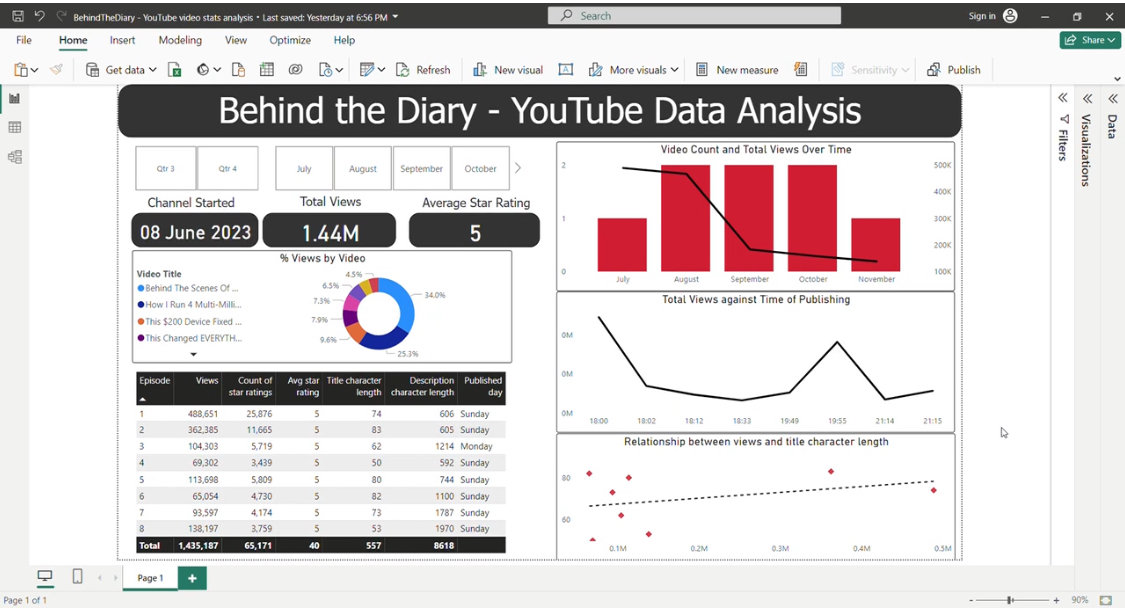 BehindTheDiary - YouTube video stats analysis • Last saved: Yesterday at 6:56 PM
Search
Sign in
File Home Insert Modeling View Optimize Help
Share
Get data
Refresh
New visual
More visuals
New measure
Sensitivity
Publish
Behind the Diary - YouTube Data Analysis
Qtr 3 Qtr 4 July August September October
Channel Started
08 June 2023
Total Views
1.44M
Average Star Rating
5
% Views by Video
Video Title
Behind The Scenes Of ...
How I Run 4 Multi-Milli...
This $200 Device Fixed ...
This Changed EVERYTH...
34.0%
25.3%
9.6%
7.9%
7.3%
6.5%
4.5%
Episode Views Count of star ratings Avg star rating Title character length Description character length Published day
1 488,651 25,876 5 74 606 Sunday
2 362,385 11,665 5 83 605 Sunday
3 104,303 5,719 5 62 1214 Monday
4 69,302 3,439 5 50 592 Sunday
5 113,698 5,809 5 80 744 Sunday
6 65,054 4,730 5 82 1100 Sunday
7 93,597 4,174 5 73 1787 Sunday
8 138,197 3,759 5 53 1970 Sunday
Total 1,435,187 65,171 40 557 8618
Video Count and Total Views Over Time
2
1
0
500K
400K
300K
200K
100K
July August September October November
Total Views against Time of Publishing
0M
0M
0M
18:00 18:02 18:12 18:33 19:49 19:55 21:14 21:15
Relationship between views and title character length
80
60
0.1M 0.2M 0.3M 0.4M 0.5M
Filters
Visualizations
Data
Page 1
Page 1 of 1
90%